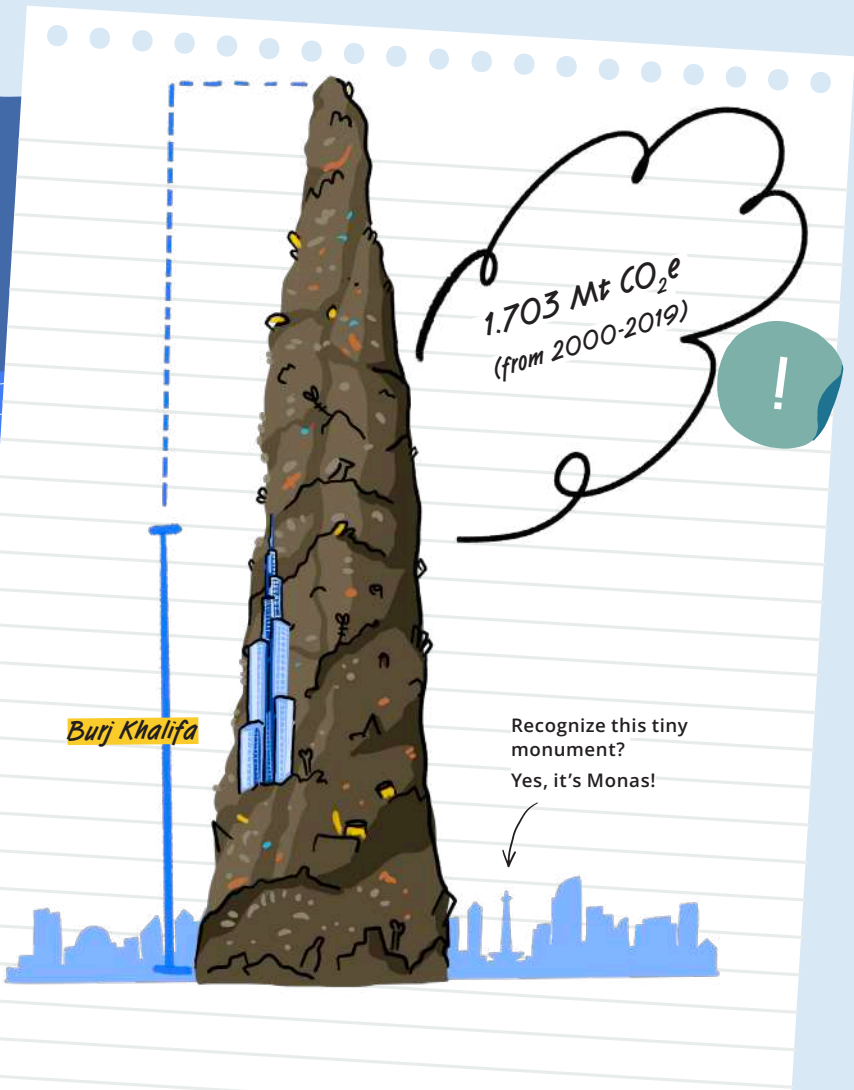 1.703 Mt CO₂e
(from 2000-2019)
!
Burj Khalifa
Recognize this tiny
monument?
Yes, it's Monas!